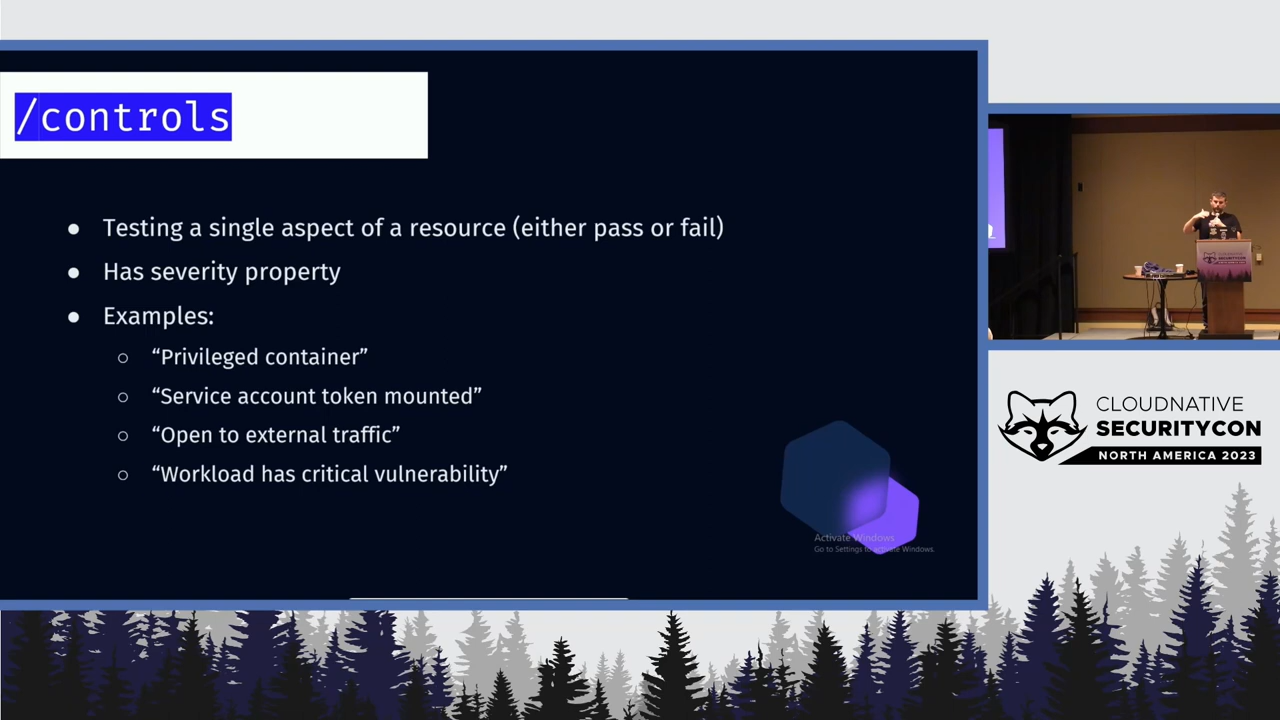 /controls
● Testing a single aspect of a resource (either pass or fail)
● Has severity property
● Examples:
○ “Privileged container”
○ “Service account token mounted”
○ “Open to external traffic”
○ “Workload has critical vulnerability”
Activate Windows
Go to Settings to activate Windows.
CLOUDNATIVE
SECURITYCON
CLOUDNATIVE
SECURITYCON
NORTH AMERICA 2023